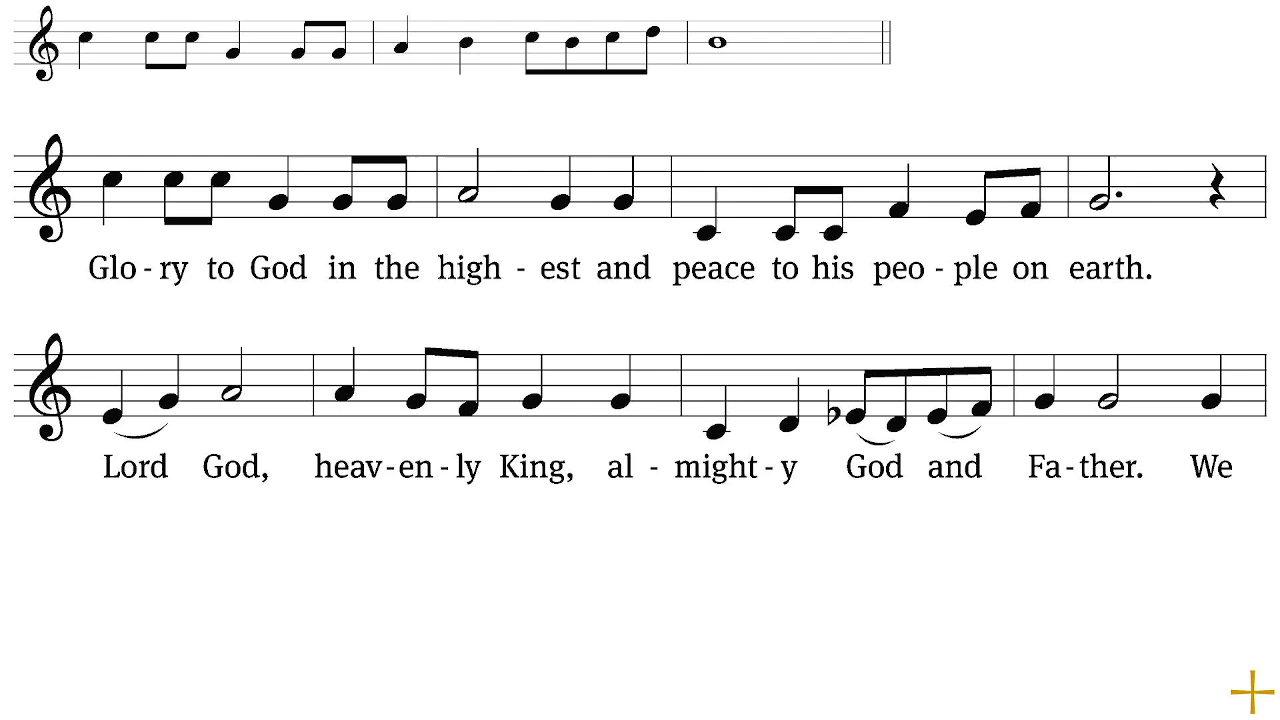 Glo - ry to God in the high - est and peace to his peo - ple on earth.
Lord God, heav - en - ly King, al - might - y God and Fa - ther. We